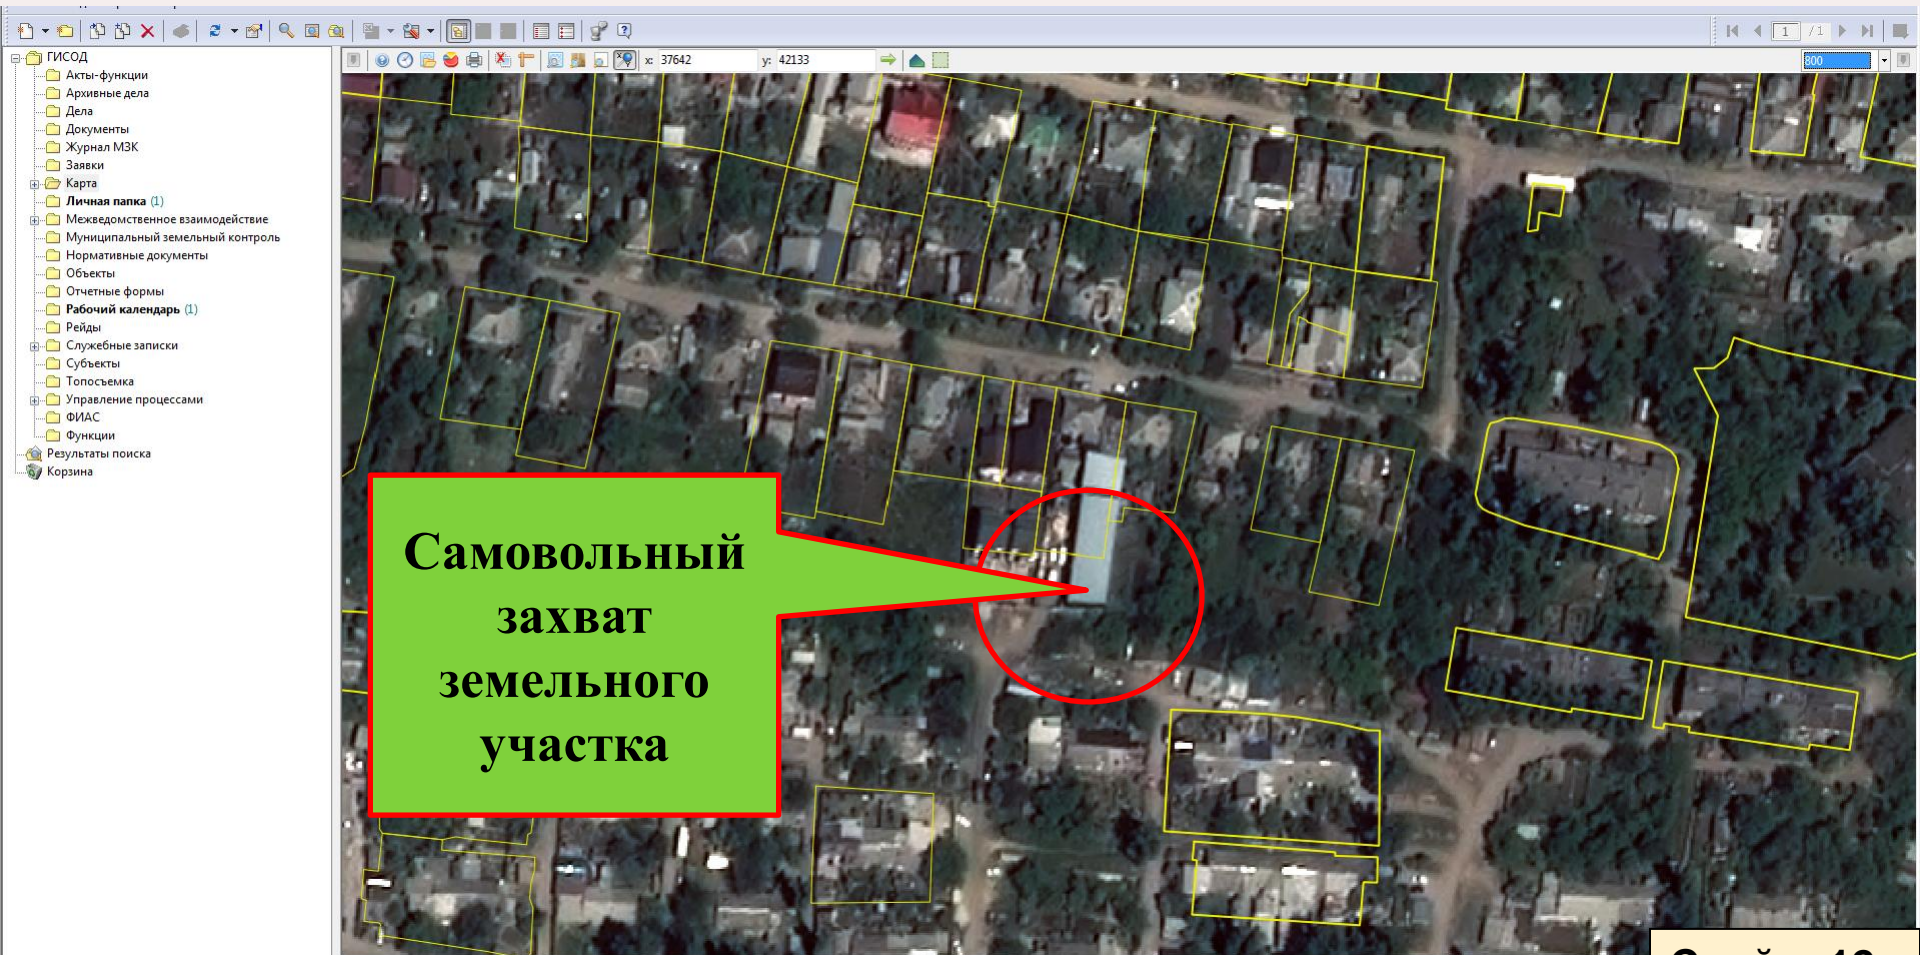 1 / 1
ГИСОД
x: 37642 y: 42133
800
Акты-функции
Архивные дела
Дела
Документы
Журнал МЗК
Заявки
Карта
Личная папка (1)
Межведомственное взаимодействие
Муниципальный земельный контроль
Нормативные документы
Объекты
Отчетные формы
Рабочий календарь (1)
Рейды
Служебные записки
Субъекты
Топосъемка
Управление процессами
ФИАС
Функции
Результаты поиска
Корзина
Самовольный
захват
земельного
участка